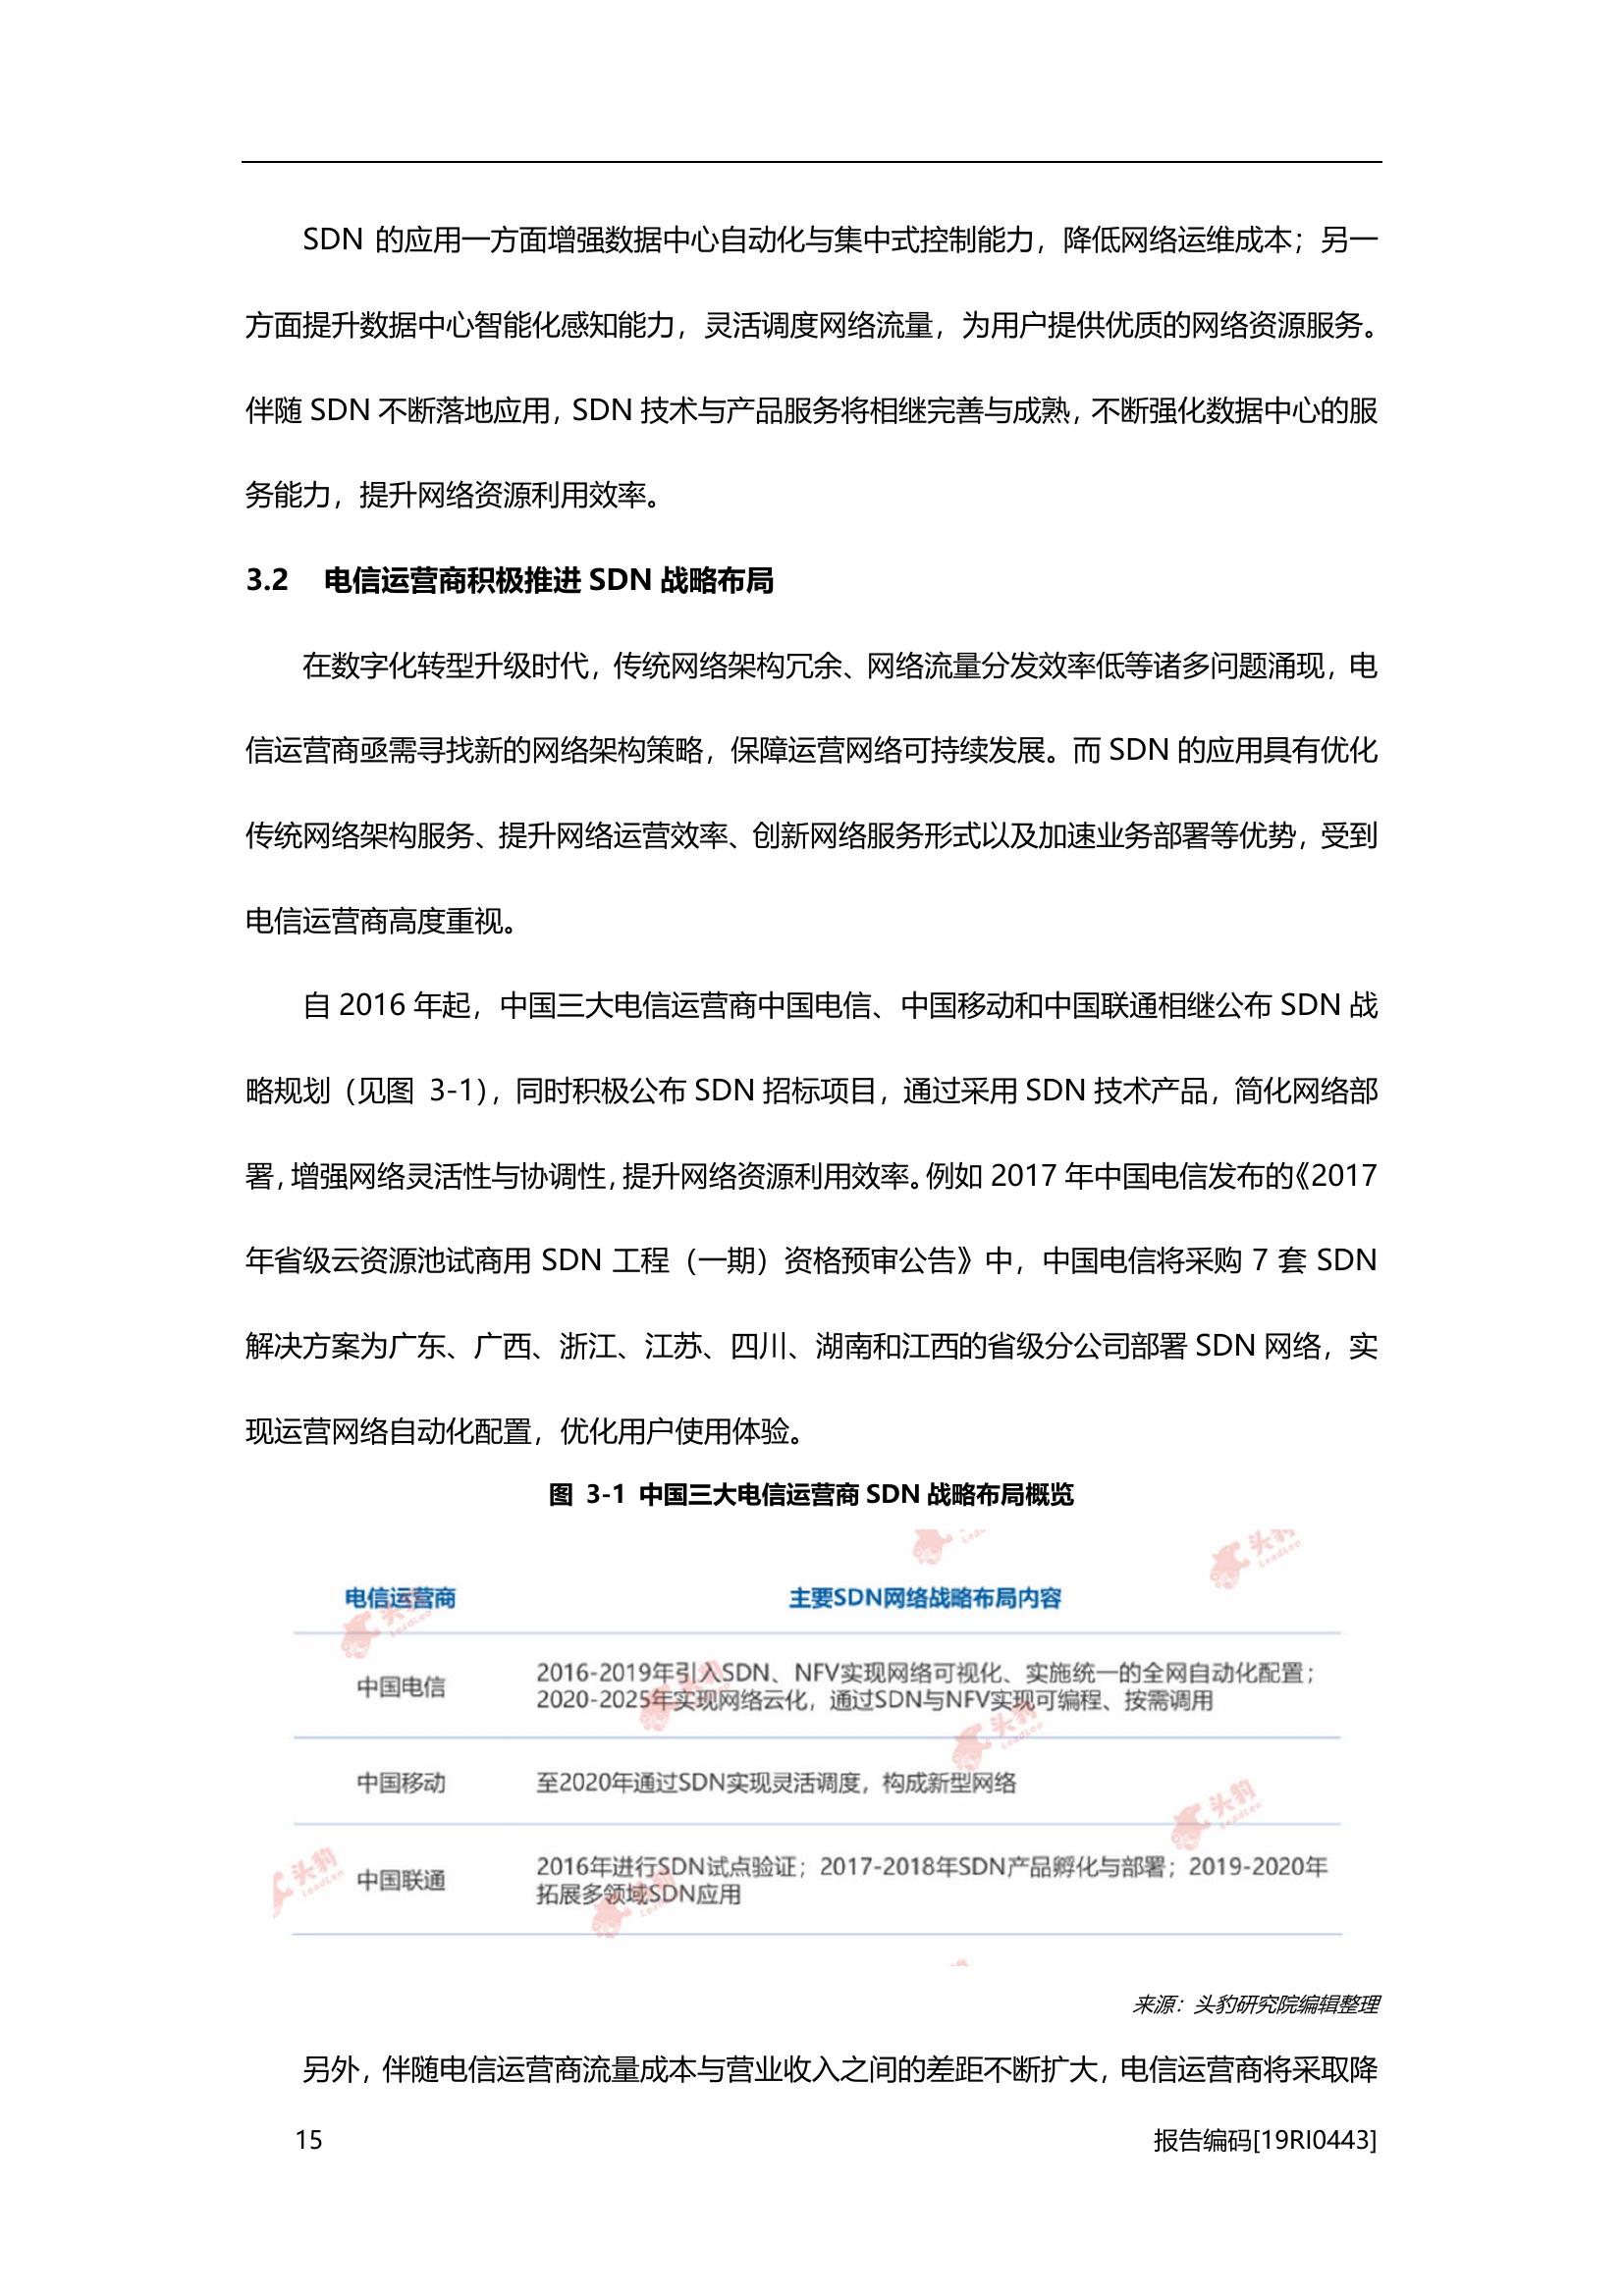 SDN 的应用一方面增强数据中心自动化与集中式控制能力，降低网络运维成本；另一
方面提升数据中心智能化感知能力，灵活调度网络流量，为用户提供优质的网络资源服务。
伴随 SDN 不断落地应用，SDN 技术与产品服务将相继完善与成熟，不断强化数据中心的服
务能力，提升网络资源利用效率。
3.2 电信运营商积极推进 SDN 战略布局
在数字化转型升级时代，传统网络架构冗余、网络流量分发效率低等诸多问题涌现，电
信运营商亟需寻找新的网络架构策略，保障运营网络可持续发展。而 SDN 的应用具有优化
传统网络架构服务、提升网络运营效率、创新网络服务形式以及加速业务部署等优势，受到
电信运营商高度重视。
自 2016 年起，中国三大电信运营商中国电信、中国移动和中国联通相继公布 SDN 战
略规划（见图 3-1），同时积极公布 SDN 招标项目，通过采用 SDN 技术产品，简化网络部
署，增强网络灵活性与协调性，提升网络资源利用效率。例如 2017 年中国电信发布的《2017
年省级云资源池试商用 SDN 工程（一期）资格预审公告》中，中国电信将采购 7 套 SDN
解决方案为广东、广西、浙江、江苏、四川、湖南和江西的省级分公司部署 SDN 网络，实
现运营网络自动化配置，优化用户使用体验。
图 3-1 中国三大电信运营商 SDN 战略布局概览
电信运营商 主要SDN网络战略布局内容
中国电信
2016-2019年引入SDN、NFV实现网络可视化、实施统一的全网自动化配置；
2020-2025年实现网络云化，通过SDN与NFV实现可编程、按需调用
中国移动 至2020年通过SDN实现灵活调度，构成新型网络
中国联通
2016年进行SDN试点验证；2017-2018年SDN产品孵化与部署；2019-2020年
拓展多领域SDN应用
头豹
LeadLeo
来源：头豹研究院编辑整理
另外，伴随电信运营商流量成本与营业收入之间的差距不断扩大，电信运营商将采取降
15 报告编码[19RI0443]